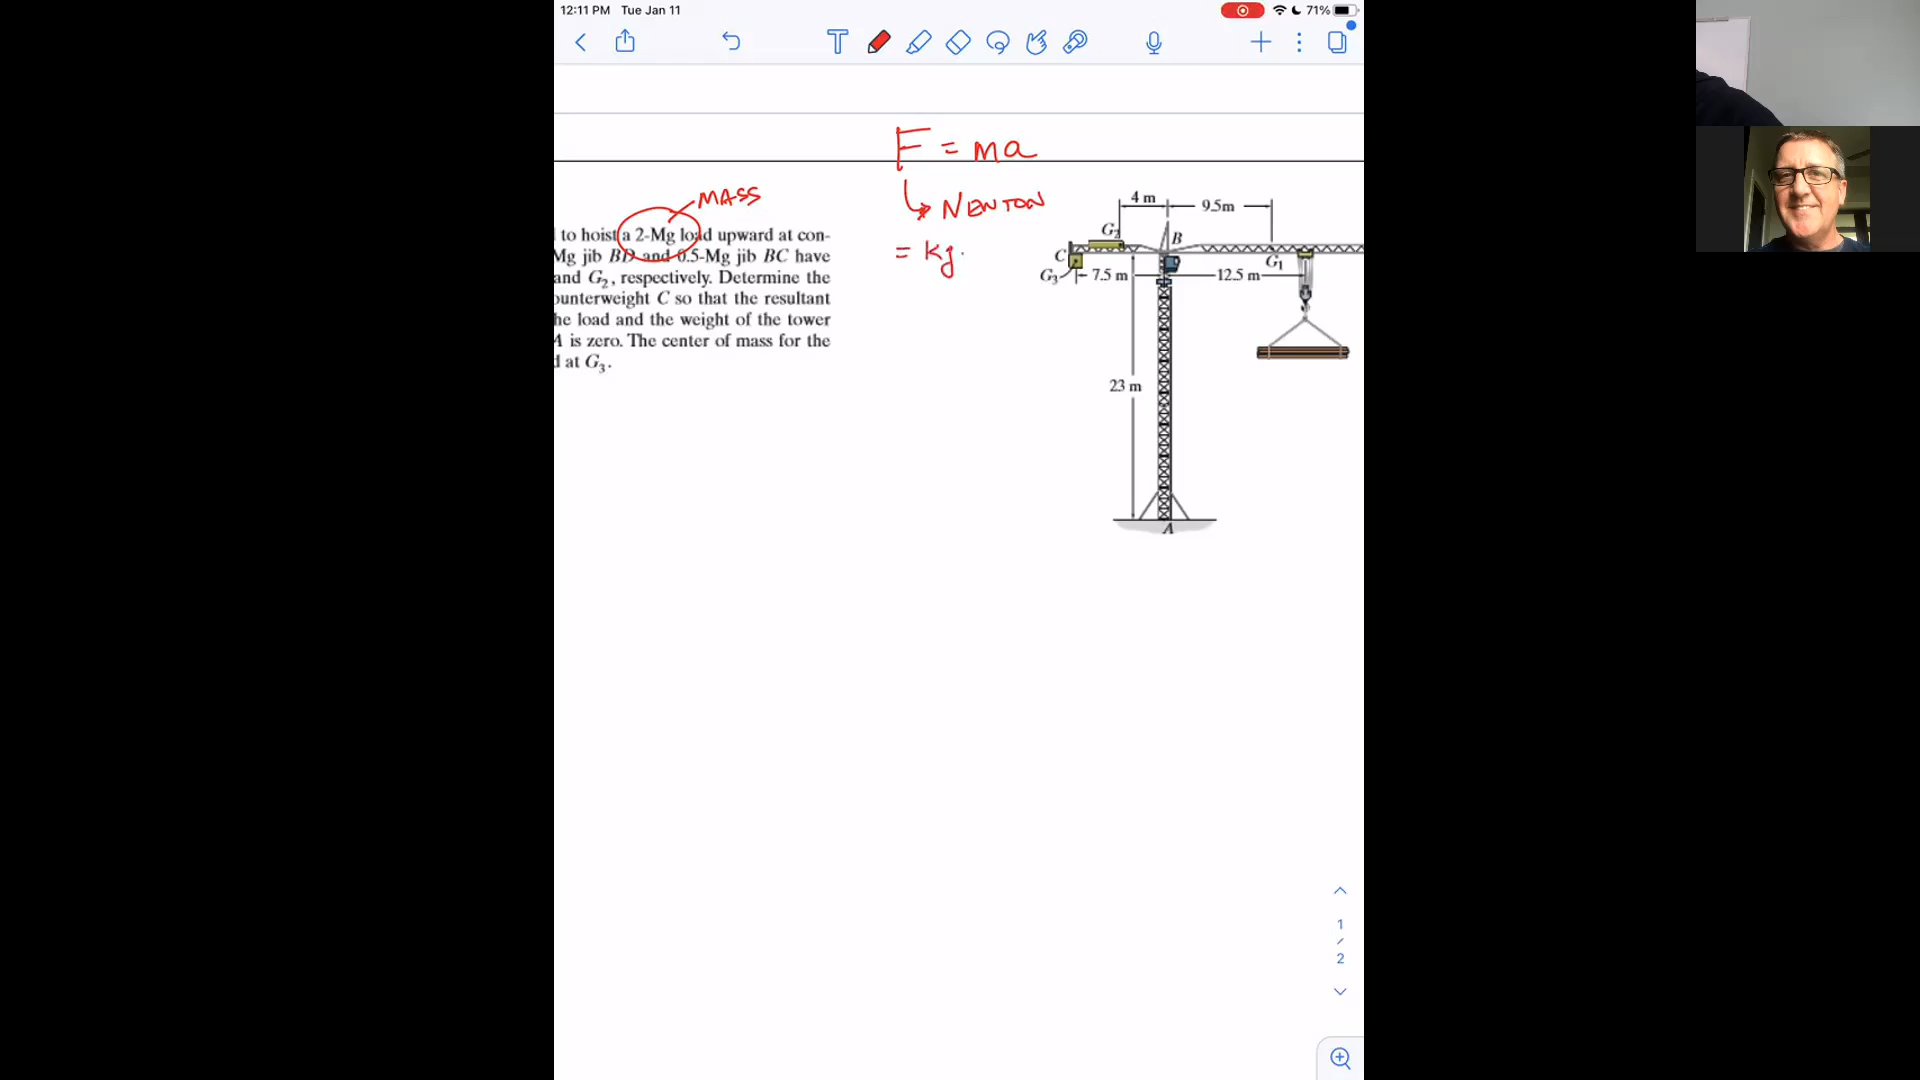 12:11 PM Tue Jan 11
71%
F = ma
MASS
NEWTON
= kg.
to hoist a 2-Mg load upward at con-
Mg jib BD and 0.5-Mg jib BC have
and G₂, respectively. Determine the
ounterweight C so that the resultant
he load and the weight of the tower
A is zero. The center of mass for the
d at G₃.
4 m
9.5m
G₂
B
C
G₁
G₃
7.5 m
12.5 m
23 m
A
1
/
2